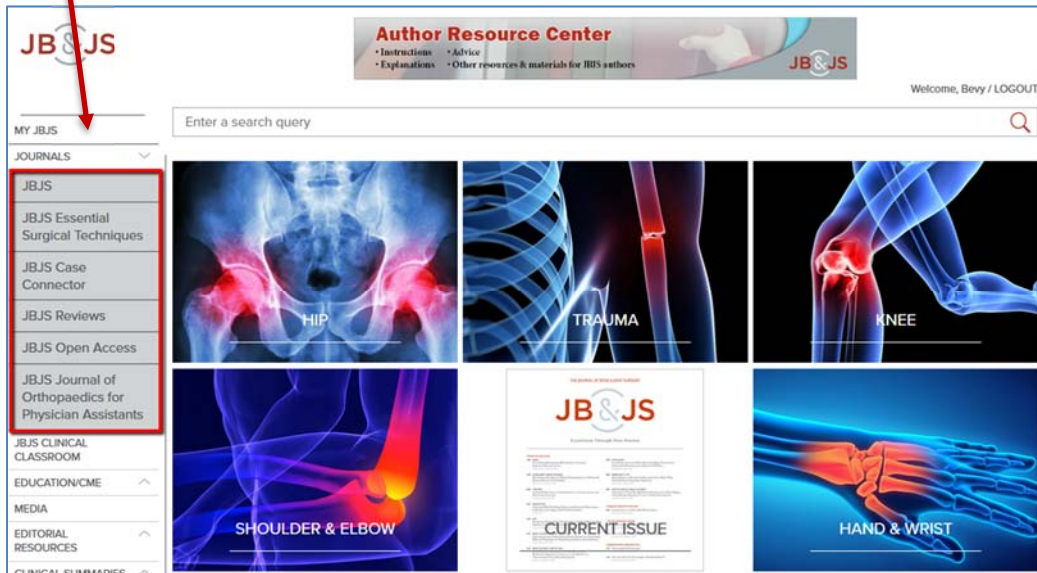 JB&JS
Author Resource Center
• Instructions • Advice
• Explanations • Other resources & materials for JBJS authors
JB&JS
Welcome, Bevy / LOGOUT
Enter a search query
MY JBJS
JOURNALS
JBJS
JBJS Essential
Surgical Techniques
JBJS Case
Connector
JBJS Reviews
JBJS Open Access
JBJS Journal of
Orthopaedics for
Physician Assistants
JBJS CLINICAL
CLASSROOM
EDUCATION/CME
MEDIA
EDITORIAL
RESOURCES
CLINICAL SUMMARIES
HIP
TRAUMA
KNEE
SHOULDER & ELBOW
JB&JS
CURRENT ISSUE
HAND & WRIST